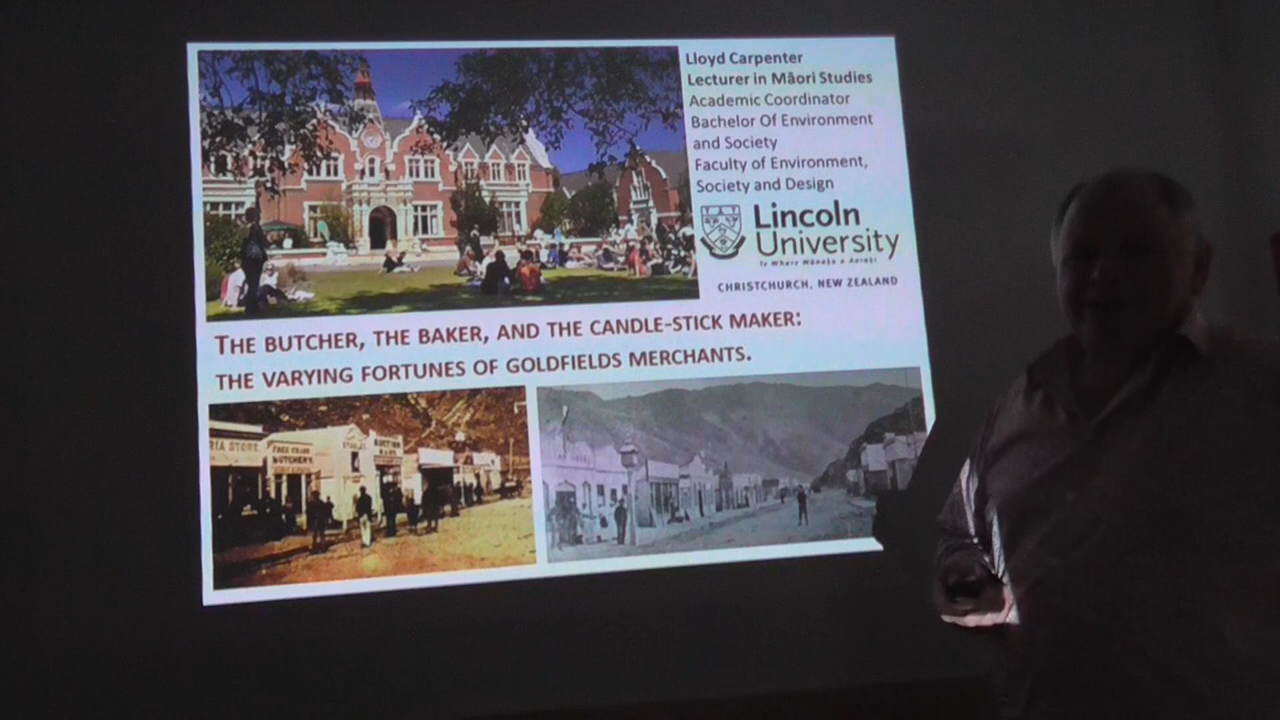 Lloyd Carpenter
Lecturer in Māori Studies
Academic Coordinator
Bachelor Of Environment
and Society
Faculty of Environment,
Society and Design
Lincoln
University
Te Whare Wānaka o Aoraki
CHRISTCHURCH, NEW ZEALAND
THE BUTCHER, THE BAKER, AND THE CANDLE-STICK MAKER:
THE VARYING FORTUNES OF GOLDFIELDS MERCHANTS.
RIA STORE
BUTCHERY
AUCTION
MART